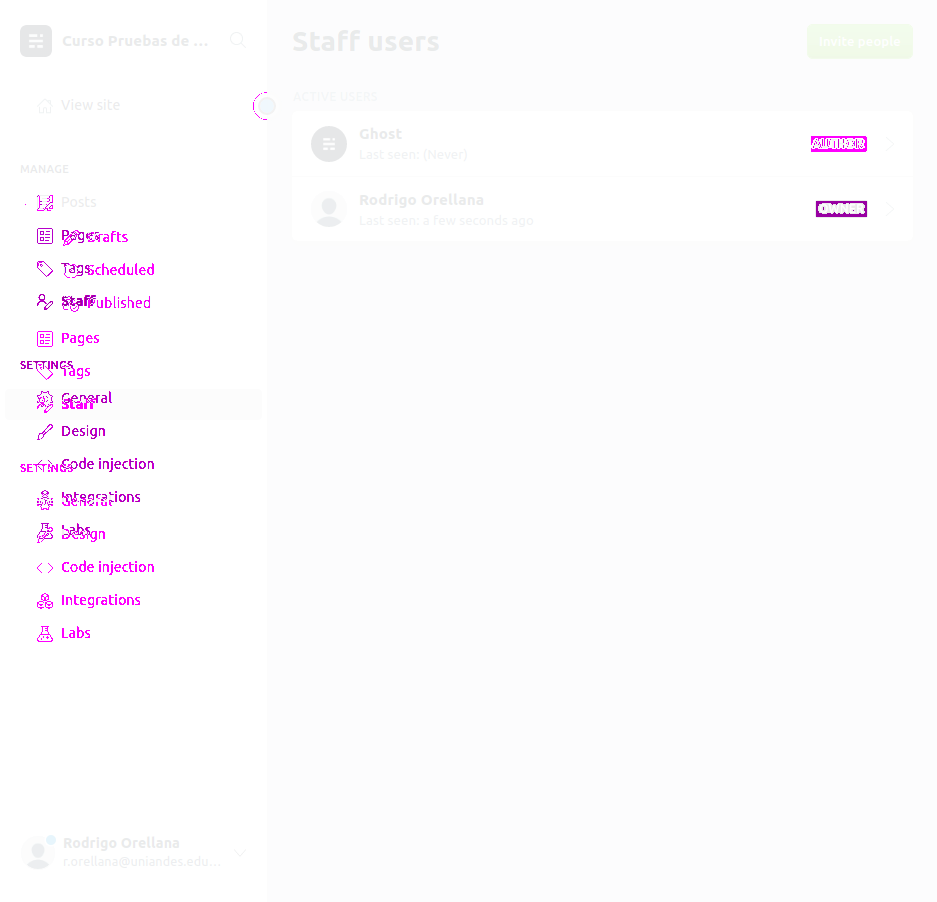 Curso Pruebas de ...
View site
MANAGE
Posts
Pages
Drafts
Tags
Scheduled
Staff
Published
Pages
SETTINGS
Tags
General
Staff
Design
Code injection
SETTINGS
Integrations
General
Labs
Design
Code injection
Integrations
Labs
Rodrigo Orellana
r.orellana@uniandes.edu...
Staff users
Invite people
ACTIVE USERS
Ghost
Last seen: (Never)
AUTHOR
Rodrigo Orellana
Last seen: a few seconds ago
OWNER